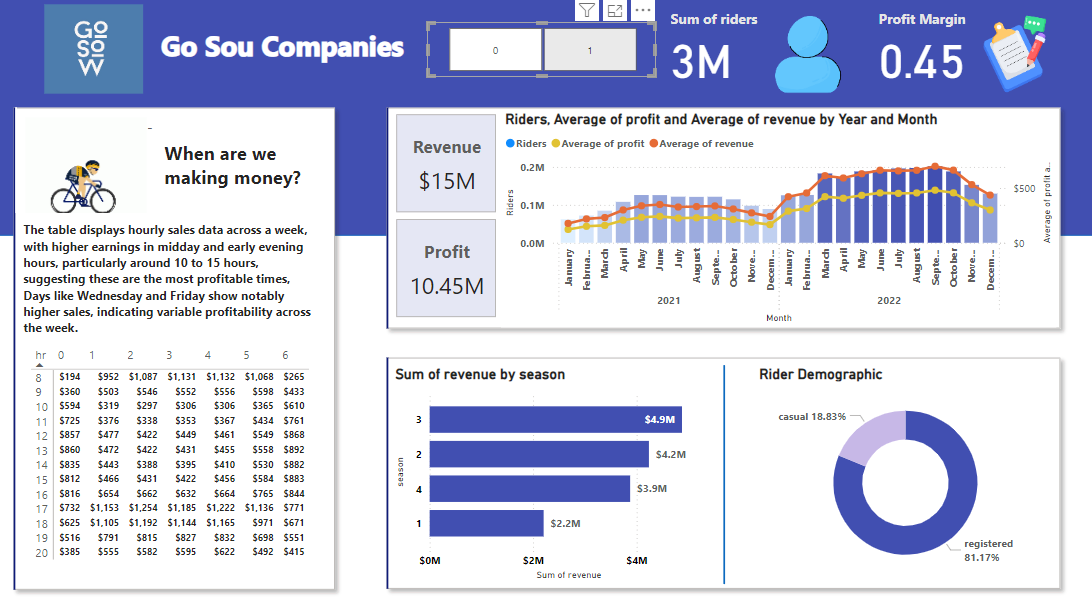 GO
SO
W
Go Sou Companies
0
1
Sum of riders
3M
Profit Margin
0.45
When are we
making money?
The table displays hourly sales data across a week,
with higher earnings in midday and early evening
hours, particularly around 10 to 15 hours,
suggesting these are the most profitable times,
Days like Wednesday and Friday show notably
higher sales, indicating variable profitability across
the week.
hr 0 1 2 3 4 5 6
8 $194 $952 $1,087 $1,131 $1,132 $1,068 $265
9 $360 $503 $546 $552 $556 $598 $433
10 $594 $319 $297 $306 $306 $365 $610
11 $725 $376 $338 $353 $367 $434 $761
12 $857 $477 $422 $449 $461 $549 $868
13 $860 $472 $422 $431 $455 $558 $892
14 $835 $443 $388 $395 $410 $530 $882
15 $812 $466 $431 $422 $456 $584 $883
16 $816 $654 $662 $632 $664 $765 $844
17 $732 $1,153 $1,254 $1,185 $1,222 $1,136 $771
18 $625 $1,105 $1,192 $1,144 $1,165 $971 $671
19 $516 $791 $815 $827 $832 $698 $551
20 $385 $555 $582 $595 $622 $492 $415
Revenue
$15M
Profit
10.45M
Riders, Average of profit and Average of revenue by Year and Month
Riders Average of profit Average of revenue
Riders
0.2M
0.1M
0.0M
$500
$0
Average of profit a...
January Februa... March April May June July August Septe... October Nore... Decem... January Februa... March April May June July August Septe... October Nore... Decem...
2021 2022
Month
Sum of revenue by season
season
3 $4.9M
2 $4.2M
4 $3.9M
1 $2.2M
$0M $2M $4M
Sum of revenue
Rider Demographic
casual 18.83%
registered
81.17%